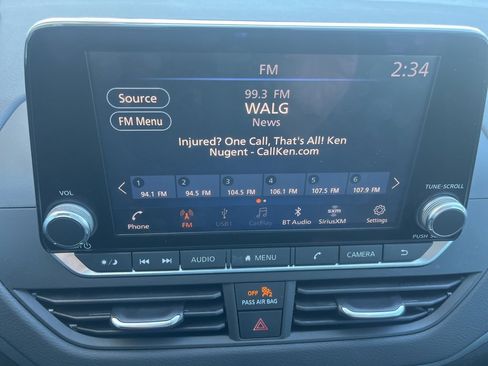 FM
2:34
Source
99.3 FM
WALG
FM Menu
News
Injured? One Call, That's All! Ken
Nugent - CallKen.com
1 2 3 4 5 6
94.1 FM 94.5 FM 104.5 FM 106.1 FM 107.5 FM 107.9 FM
VOL
TUNE·SCROLL
Phone FM USB1 CarPlay BT Audio SiriusXM Settings
sxm
AUDIO MENU CAMERA
OFF
PASS AIR BAG